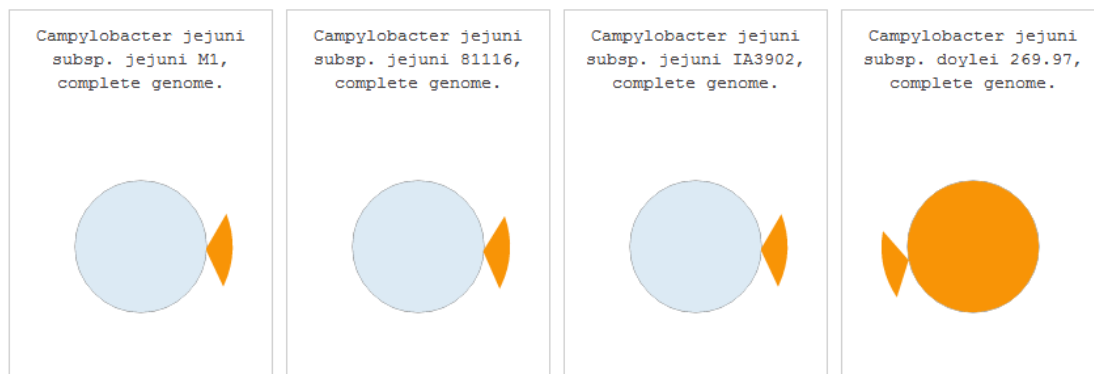 Campylobacter jejuni
subsp. jejuni M1,
complete genome.
Campylobacter jejuni
subsp. jejuni 81116,
complete genome.
Campylobacter jejuni
subsp. jejuni IA3902,
complete genome.
Campylobacter jejuni
subsp. doylei 269.97,
complete genome.